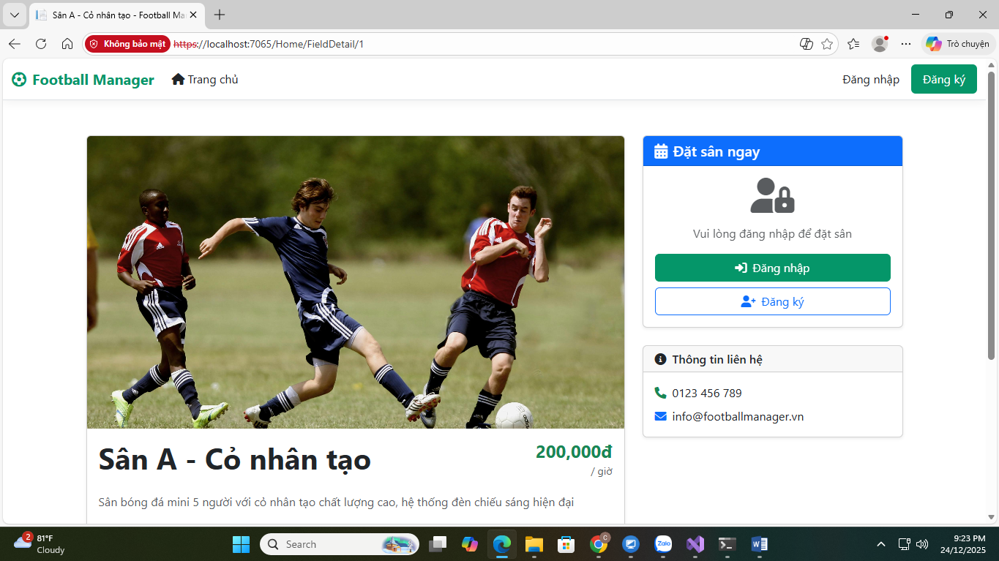 Sân A - Cỏ nhân tạo - Football Ma
Không bảo mật https://localhost:7065/Home/FieldDetail/1
Trò chuyện
Football Manager Trang chủ Đăng nhập Đăng ký
Đặt sân ngay
Vui lòng đăng nhập để đặt sân
Đăng nhập
Đăng ký
Thông tin liên hệ
0123 456 789
info@footballmanager.vn
Sân A - Cỏ nhân tạo
200,000đ
/ giờ
Sân bóng đá mini 5 người với cỏ nhân tạo chất lượng cao, hệ thống đèn chiếu sáng hiện đại
2
81°F
Cloudy
Search
C
Zalo
9:23 PM
24/12/2025